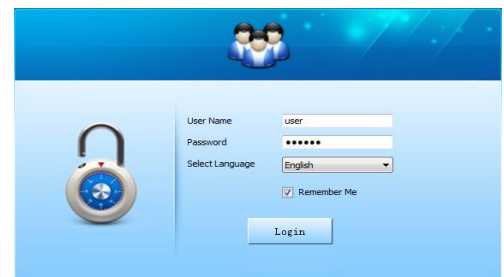 User Name user
Password ••••••
Select Language English
Remember Me
Login